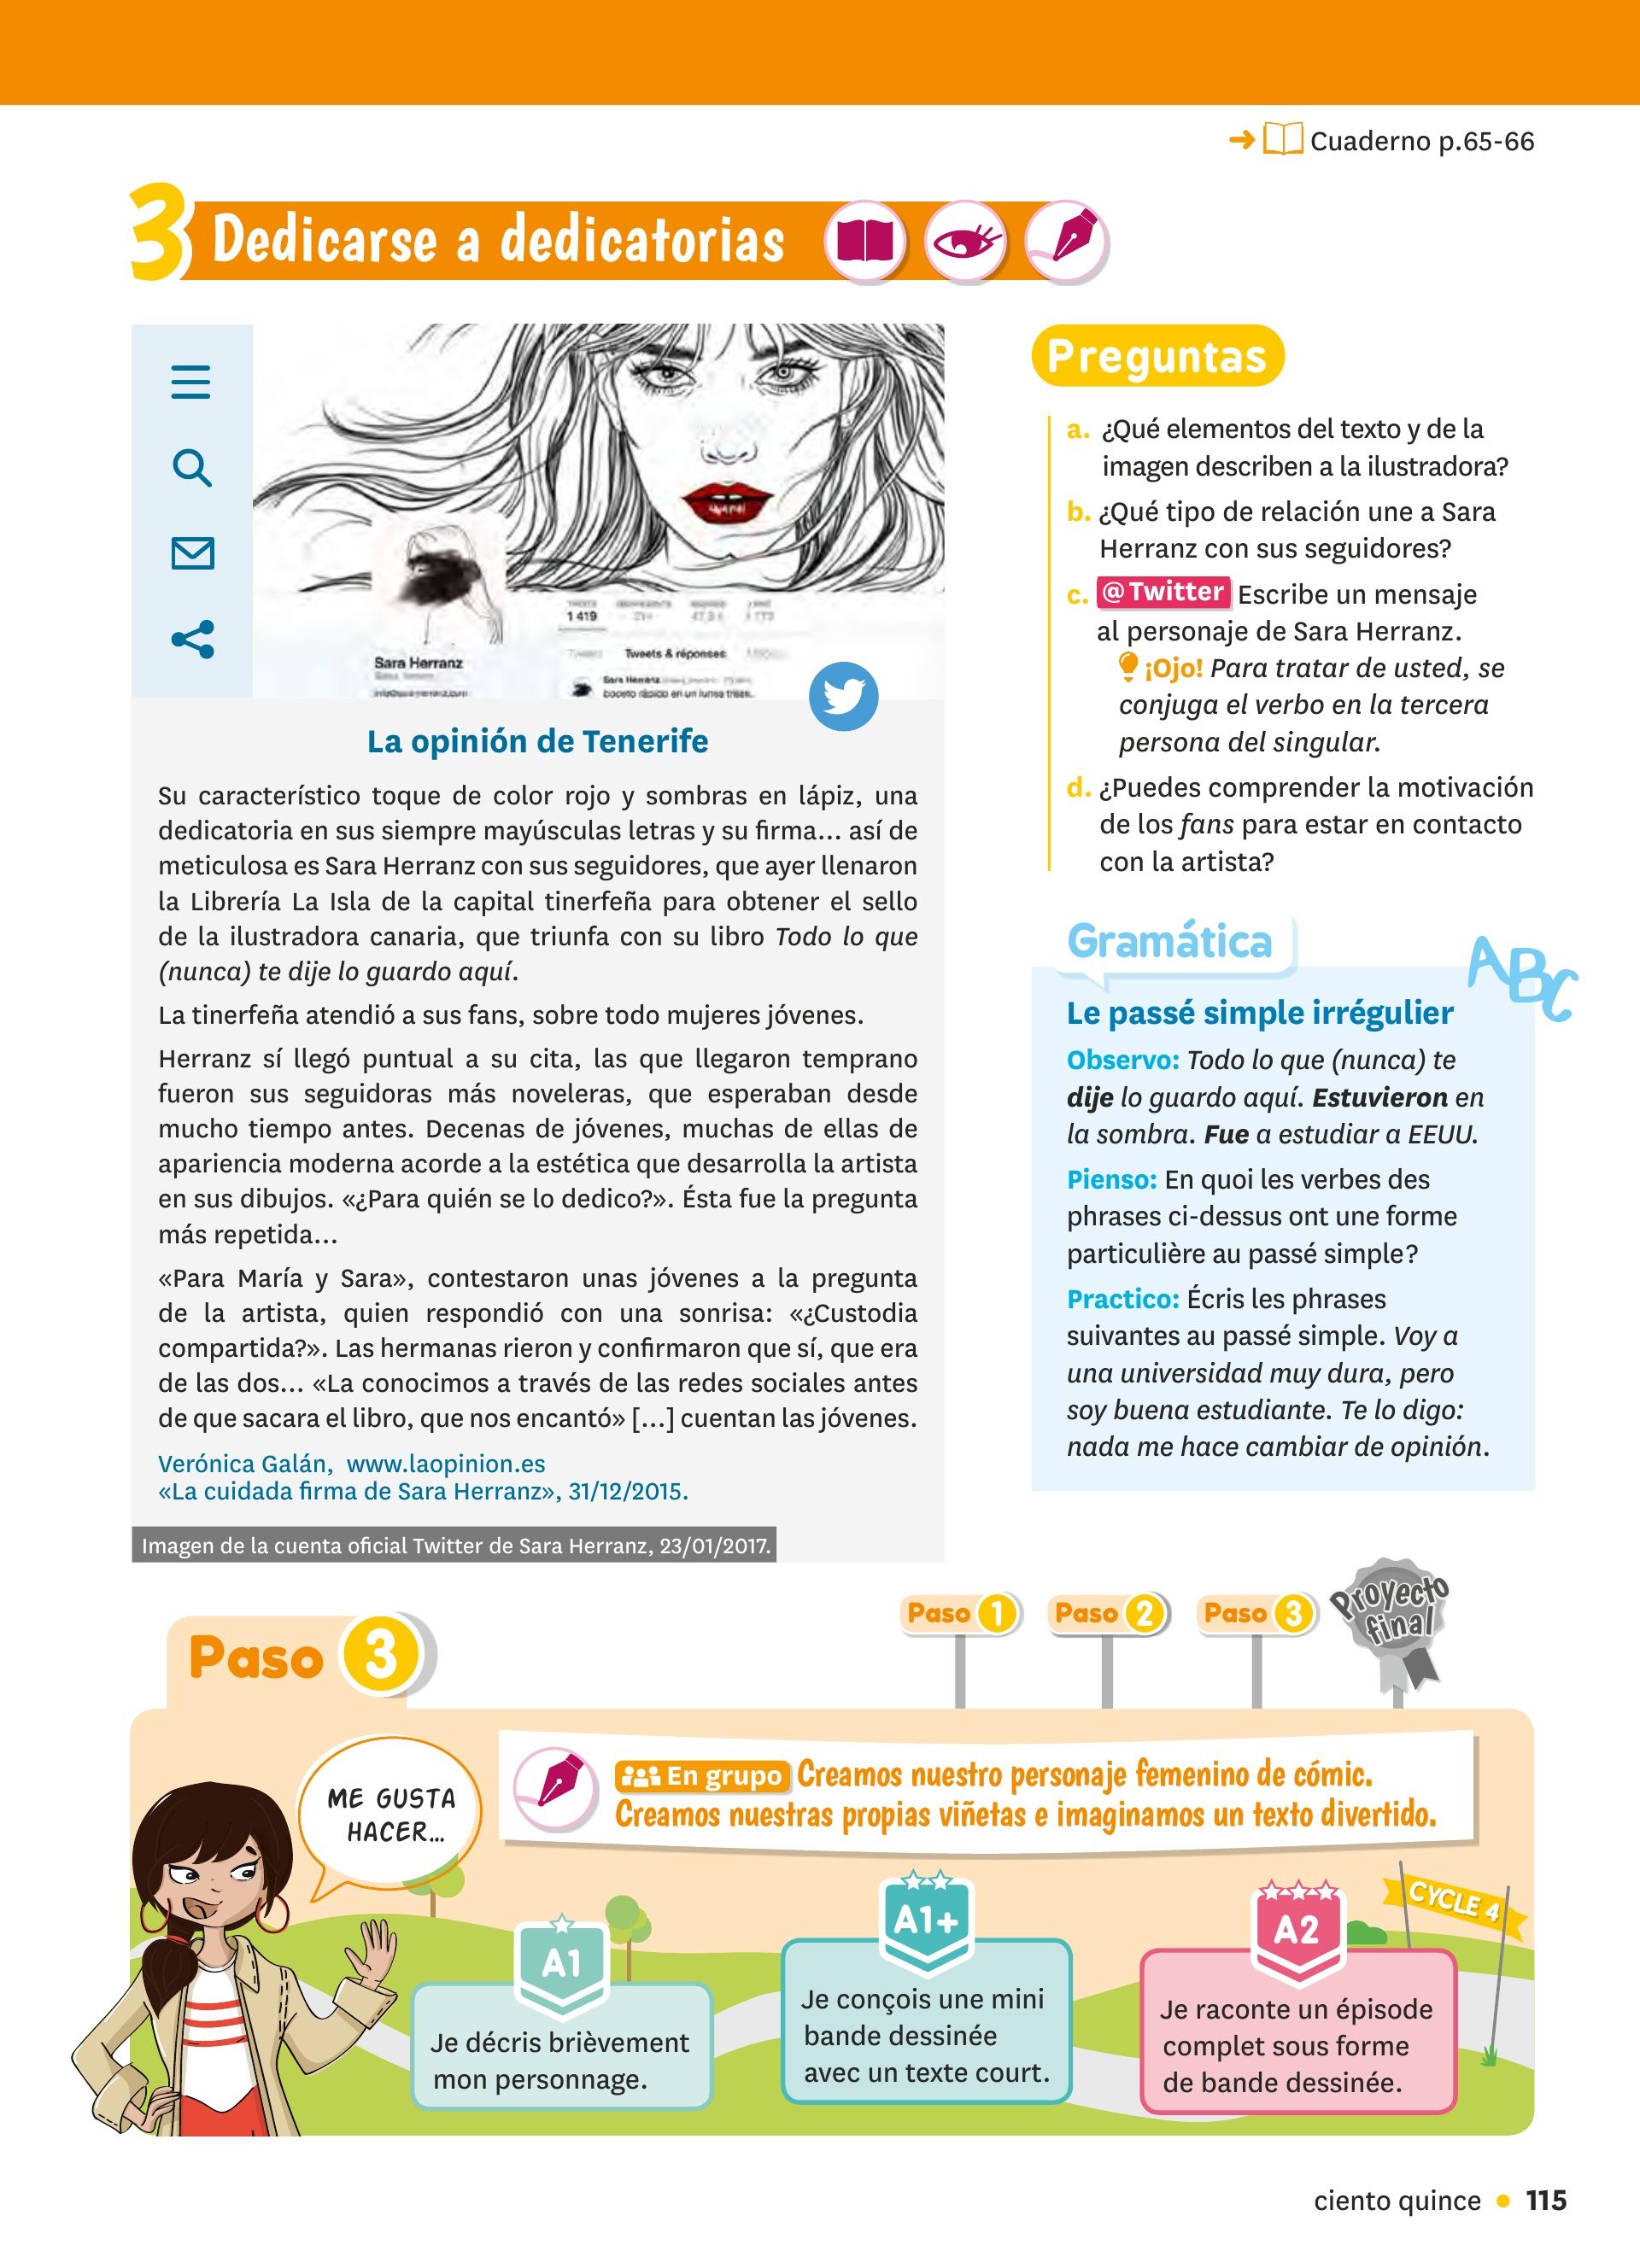 Cuaderno p.65-66
3 Dedicarse a dedicatorias
1 419
Tweets & réponses
Sara Herranz
Sara Herranz
boceto rápido en un lunes tristes.
La opinión de Tenerife
Su característico toque de color rojo y sombras en lápiz, una
dedicatoria en sus siempre mayúsculas letras y su firma... así de
meticulosa es Sara Herranz con sus seguidores, que ayer llenaron
la Librería La Isla de la capital tinerfeña para obtener el sello
de la ilustradora canaria, que triunfa con su libro Todo lo que
(nunca) te dije lo guardo aquí.
La tinerfeña atendió a sus fans, sobre todo mujeres jóvenes.
Herranz sí llegó puntual a su cita, las que llegaron temprano
fueron sus seguidoras más noveleras, que esperaban desde
mucho tiempo antes. Decenas de jóvenes, muchas de ellas de
apariencia moderna acorde a la estética que desarrolla la artista
en sus dibujos. «¿Para quién se lo dedico?». Ésta fue la pregunta
más repetida...
«Para María y Sara», contestaron unas jóvenes a la pregunta
de la artista, quien respondió con una sonrisa: «¿Custodia
compartida?». Las hermanas rieron y confirmaron que sí, que era
de las dos... «La conocimos a través de las redes sociales antes
de que sacara el libro, que nos encantó» [...] cuentan las jóvenes.
Verónica Galán, www.laopinion.es
«La cuidada firma de Sara Herranz», 31/12/2015.
Imagen de la cuenta oficial Twitter de Sara Herranz, 23/01/2017.
Preguntas
a. ¿Qué elementos del texto y de la
imagen describen a la ilustradora?
b. ¿Qué tipo de relación une a Sara
Herranz con sus seguidores?
c. @Twitter Escribe un mensaje
al personaje de Sara Herranz.
¡Ojo! Para tratar de usted, se
conjuga el verbo en la tercera
persona del singular.
d. ¿Puedes comprender la motivación
de los fans para estar en contacto
con la artista?
Gramática
ABC
Le passé simple irrégulier
Observo: Todo lo que (nunca) te
dije lo guardo aquí. Estuvieron en
la sombra. Fue a estudiar a EEUU.
Pienso: En quoi les verbes des
phrases ci-dessus ont une forme
particulière au passé simple?
Practico: Écris les phrases
suivantes au passé simple. Voy a
una universidad muy dura, pero
soy buena estudiante. Te lo digo:
nada me hace cambiar de opinión.
Paso 1
Paso 2
Paso 3
Proyecto
final
Paso 3
ME GUSTA
HACER...
En grupo Creamos nuestro personaje femenino de cómic.
Creamos nuestras propias viñetas e imaginamos un texto divertido.
A1
Je décris brièvement
mon personnage.
A1+
Je conçois une mini
bande dessinée
avec un texte court.
A2
Je raconte un épisode
complet sous forme
de bande dessinée.
CYCLE 4
ciento quince • 115